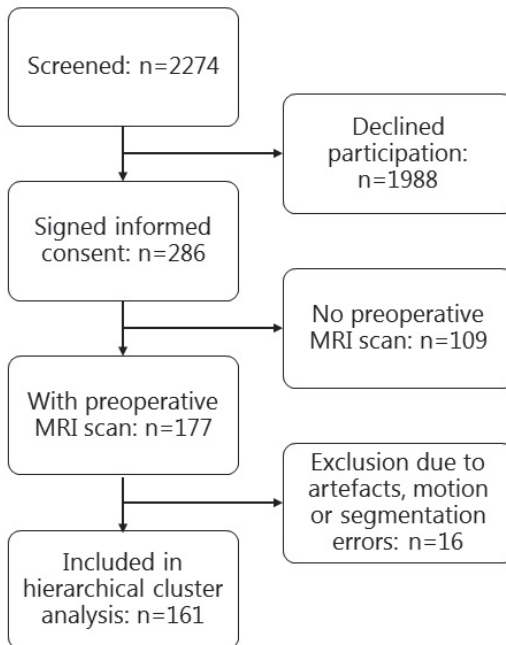 Screened: n=2274
Declined
participation:
n=1988
Signed informed
consent: n=286
No preoperative
MRI scan: n=109
With preoperative
MRI scan: n=177
Exclusion due to
artefacts, motion
or segmentation
errors: n=16
Included in
hierarchical cluster
analysis: n=161